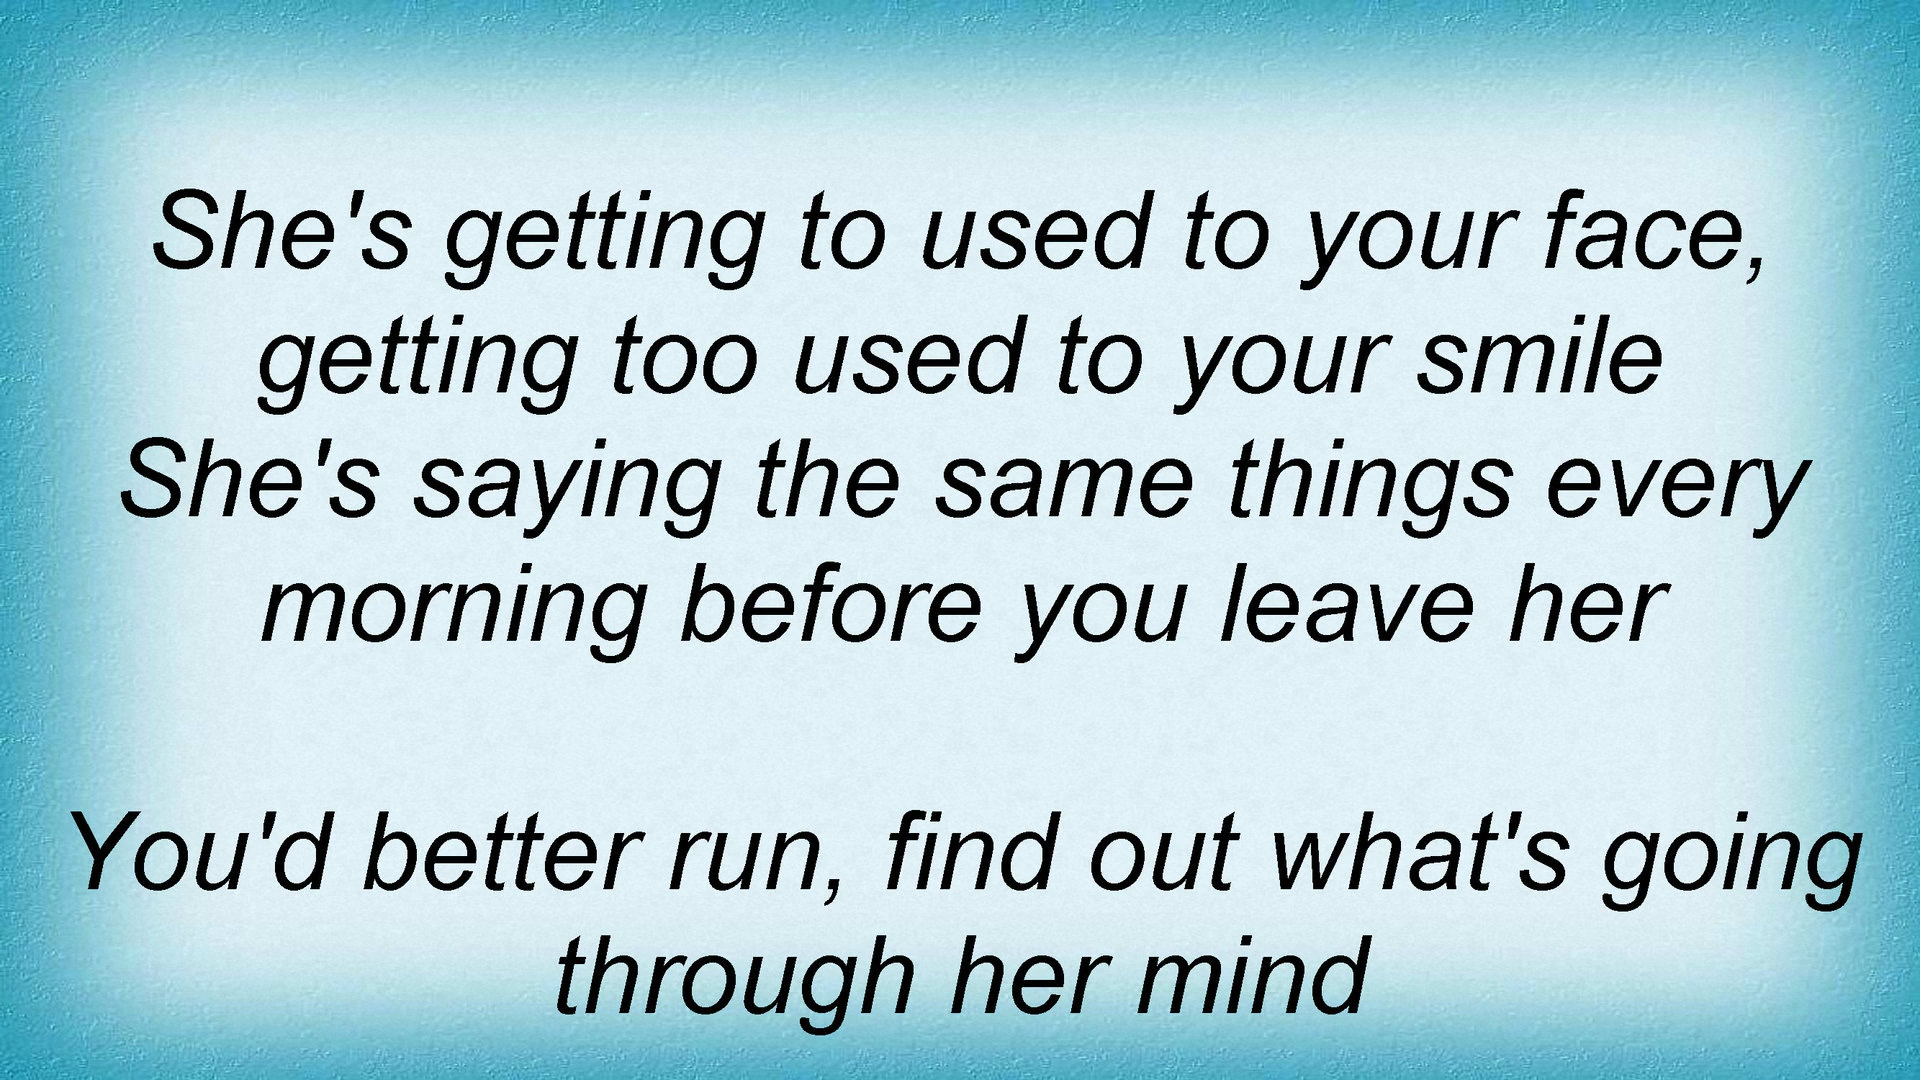 She's getting to used to your face,
getting too used to your smile
She's saying the same things every
morning before you leave her
You'd better run, find out what's going
through her mind